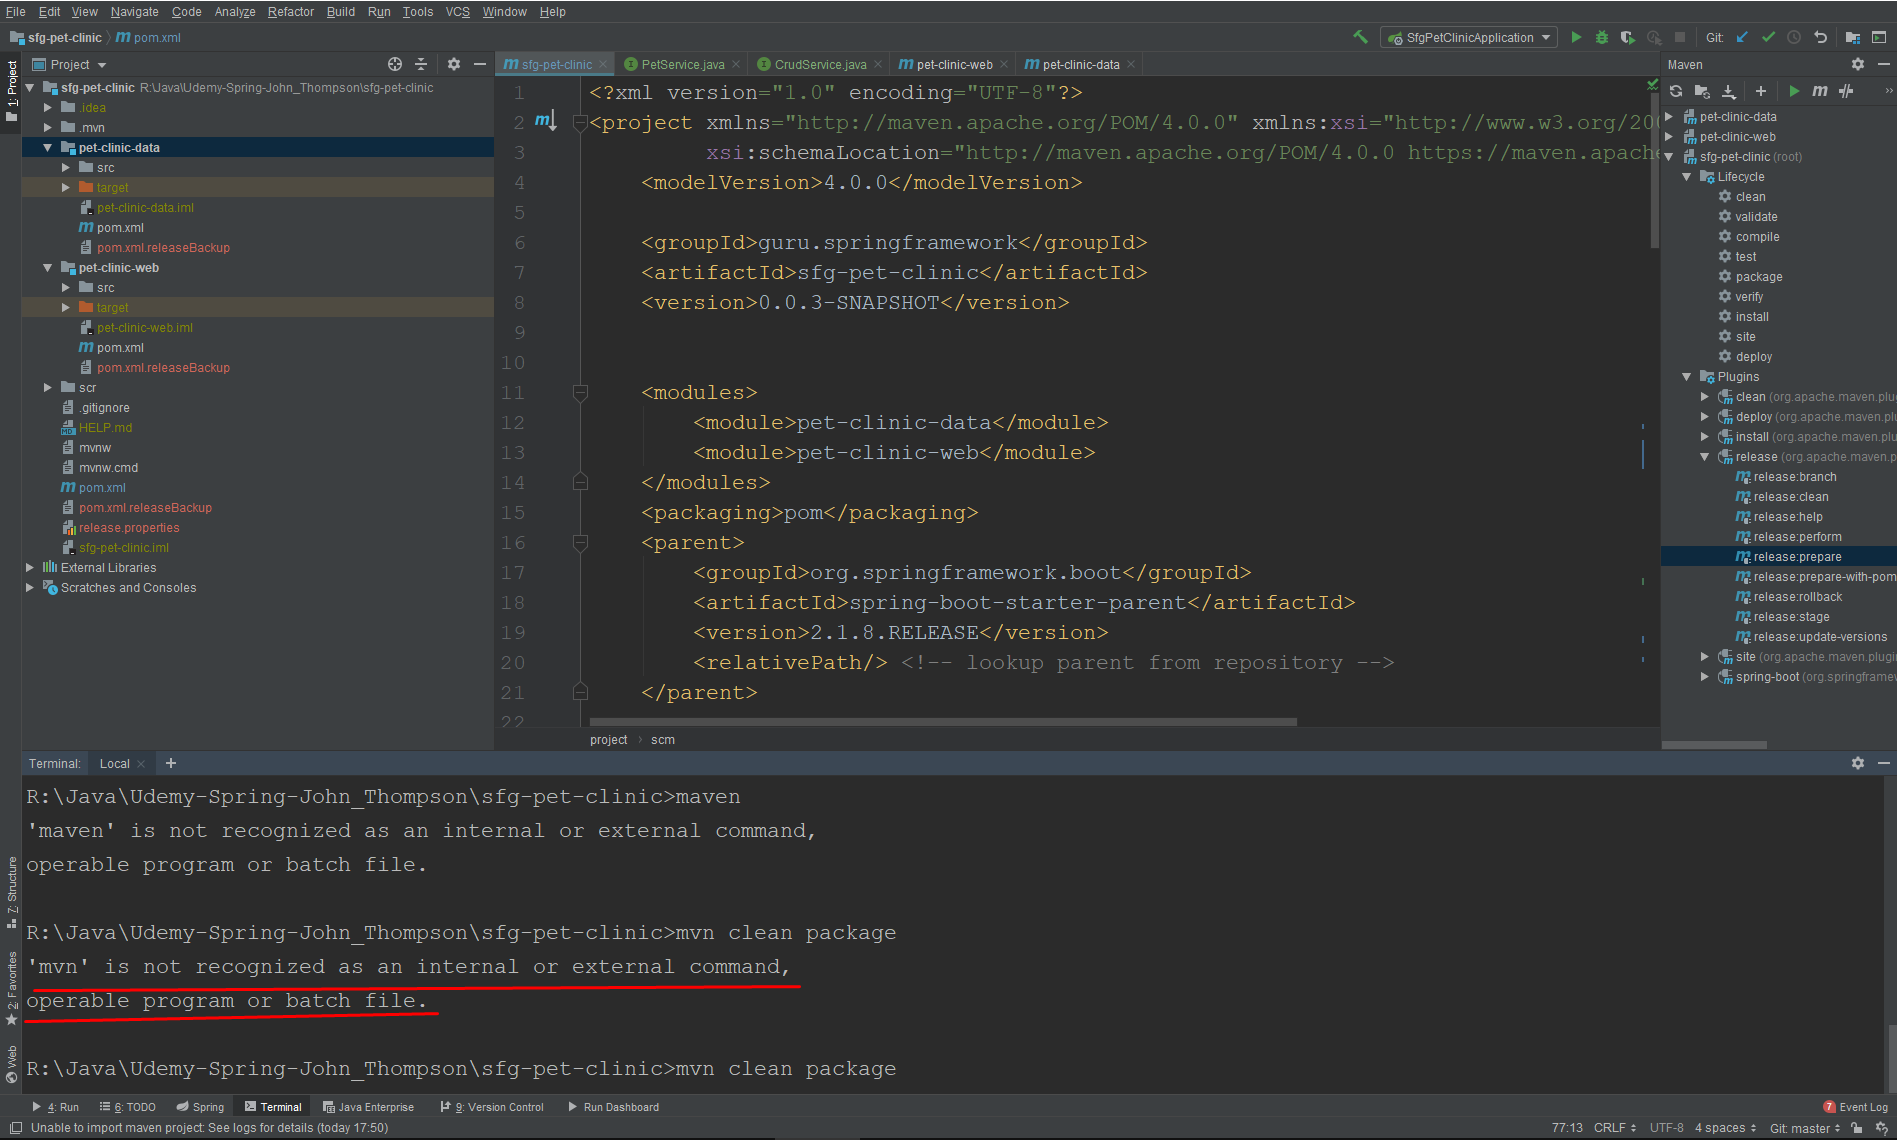 File Edit View Navigate Code Analyze Refactor Build Run Tools VCS Window Help
sfg-pet-clinic pom.xml
SfgPetClinicApplication Git:
1: Project
Project
sfg-pet-clinic R:\Java\Udemy-Spring-John_Thompson\sfg-pet-clinic
.idea
.mvn
pet-clinic-data
src
target
pet-clinic-data.iml
pom.xml
pom.xml.releaseBackup
pet-clinic-web
src
target
pet-clinic-web.iml
pom.xml
pom.xml.releaseBackup
scr
.gitignore
HELP.md
mvnw
mvnw.cmd
pom.xml
pom.xml.releaseBackup
release.properties
sfg-pet-clinic.iml
External Libraries
Scratches and Consoles
sfg-pet-clinic PetService.java CrudService.java pet-clinic-web pet-clinic-data
1 <?xml version="1.0" encoding="UTF-8"?>
2 <project xmlns="http://maven.apache.org/POM/4.0.0" xmlns:xsi="http://www.w3.org/200
3 xsi:schemaLocation="http://maven.apache.org/POM/4.0.0 https://maven.apache
4 <modelVersion>4.0.0</modelVersion>
5
6 <groupId>guru.springframework</groupId>
7 <artifactId>sfg-pet-clinic</artifactId>
8 <version>0.0.3-SNAPSHOT</version>
9
10
11 <modules>
12 <module>pet-clinic-data</module>
13 <module>pet-clinic-web</module>
14 </modules>
15 <packaging>pom</packaging>
16 <parent>
17 <groupId>org.springframework.boot</groupId>
18 <artifactId>spring-boot-starter-parent</artifactId>
19 <version>2.1.8.RELEASE</version>
20 <relativePath/> <!-- lookup parent from repository -->
21 </parent>
22
project scm
Maven
pet-clinic-data
pet-clinic-web
sfg-pet-clinic (root)
Lifecycle
clean
validate
compile
test
package
verify
install
site
deploy
Plugins
clean (org.apache.maven.plug
deploy (org.apache.maven.plu
install (org.apache.maven.plu
release (org.apache.maven.p
release:branch
release:clean
release:help
release:perform
release:prepare
release:prepare-with-pom
release:rollback
release:stage
release:update-versions
site (org.apache.maven.plugin
spring-boot (org.springframew
Terminal: Local
R:\Java\Udemy-Spring-John_Thompson\sfg-pet-clinic>maven
'maven' is not recognized as an internal or external command,
operable program or batch file.
R:\Java\Udemy-Spring-John_Thompson\sfg-pet-clinic>mvn clean package
'mvn' is not recognized as an internal or external command,
operable program or batch file.
R:\Java\Udemy-Spring-John_Thompson\sfg-pet-clinic>mvn clean package
7: Structure
2: Favorites
Web
4: Run 6: TODO Spring Terminal Java Enterprise 9: Version Control Run Dashboard 7 Event Log
Unable to import maven project: See logs for details (today 17:50) 77:13 CRLF UTF-8 4 spaces Git: master